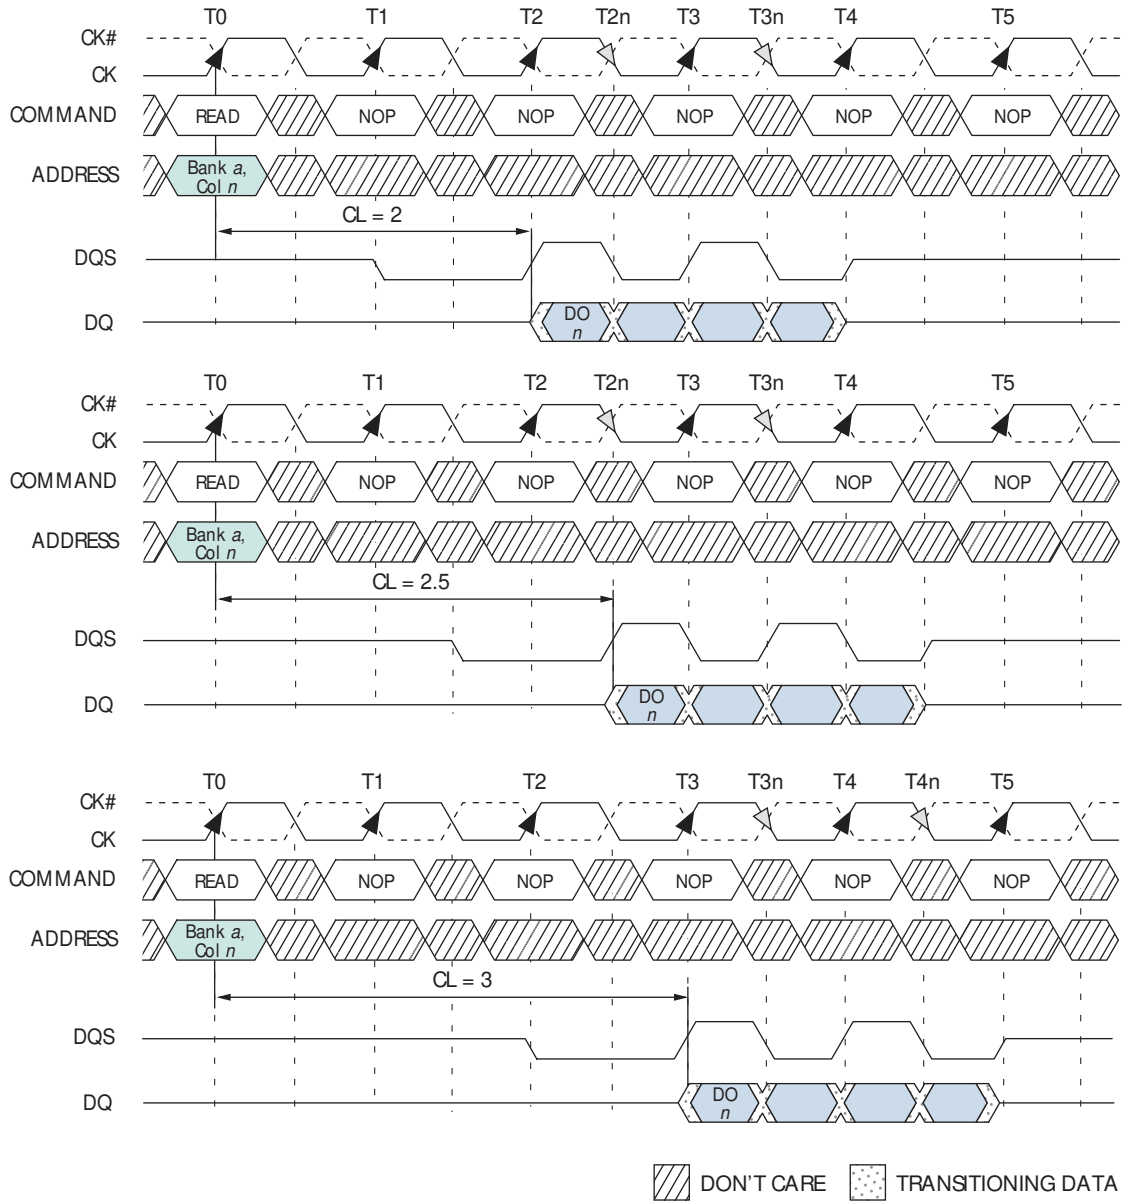 T0 T1 T2 T2n T3 T3n T4 T5
CK#
CK
COMMAND READ NOP NOP NOP NOP NOP
ADDRESS Bank a,
Col n
CL = 2
DQS
DQ DO
n
T0 T1 T2 T2n T3 T3n T4 T5
CK#
CK
COMMAND READ NOP NOP NOP NOP NOP
ADDRESS Bank a,
Col n
CL = 2.5
DQS
DQ DO
n
T0 T1 T2 T3 T3n T4 T4n T5
CK#
CK
COMMAND READ NOP NOP NOP NOP NOP
ADDRESS Bank a,
Col n
CL = 3
DQS
DQ DO
n
DON'T CARE TRANSITIONING DATA